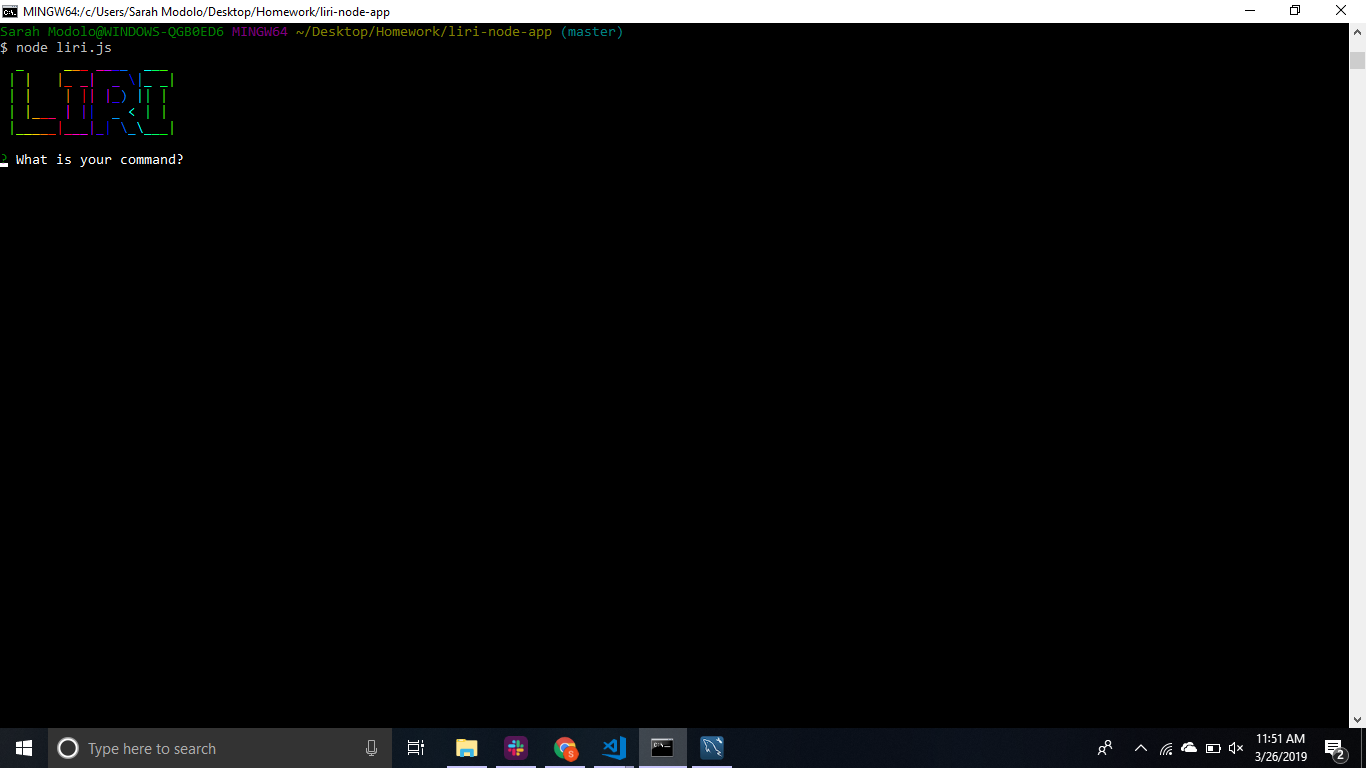 MINGW64:/c/Users/Sarah Modolo/Desktop/Homework/liri-node-app
Sarah Modolo@WINDOWS-QGB0ED6 MINGW64 ~/Desktop/Homework/liri-node-app (master)
$ node liri.js
LIRI
? What is your command?
Type here to search
11:51 AM
3/26/2019
2